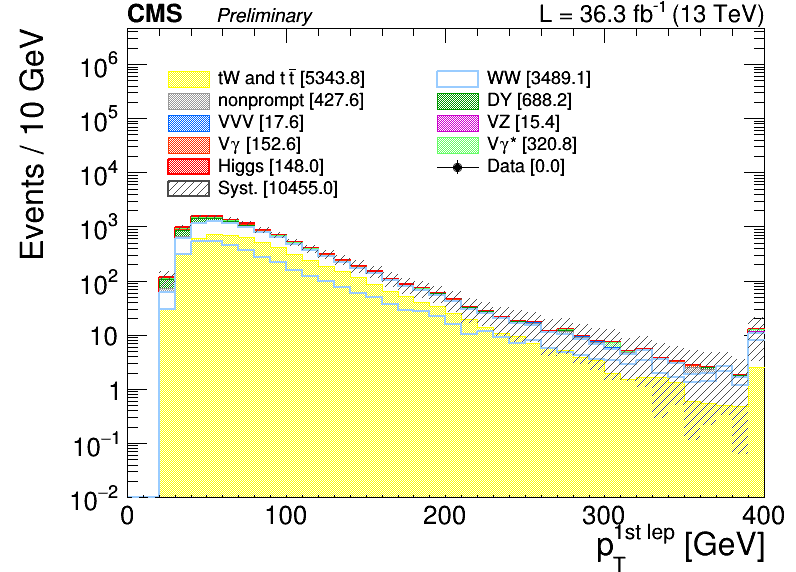 CMS Preliminary L = 36.3 fb⁻¹ (13 TeV)
Events / 10 GeV
10⁶
10⁵
10⁴
10³
10²
10
1
10⁻¹
10⁻²
tW and tt̄ [5343.8]
nonprompt [427.6]
VVV [17.6]
Vγ [152.6]
Higgs [148.0]
Syst. [10455.0]
WW [3489.1]
DY [688.2]
VZ [15.4]
Vγ* [320.8]
Data [0.0]
0 100 200 300 400
p_T^1st lep [GeV]